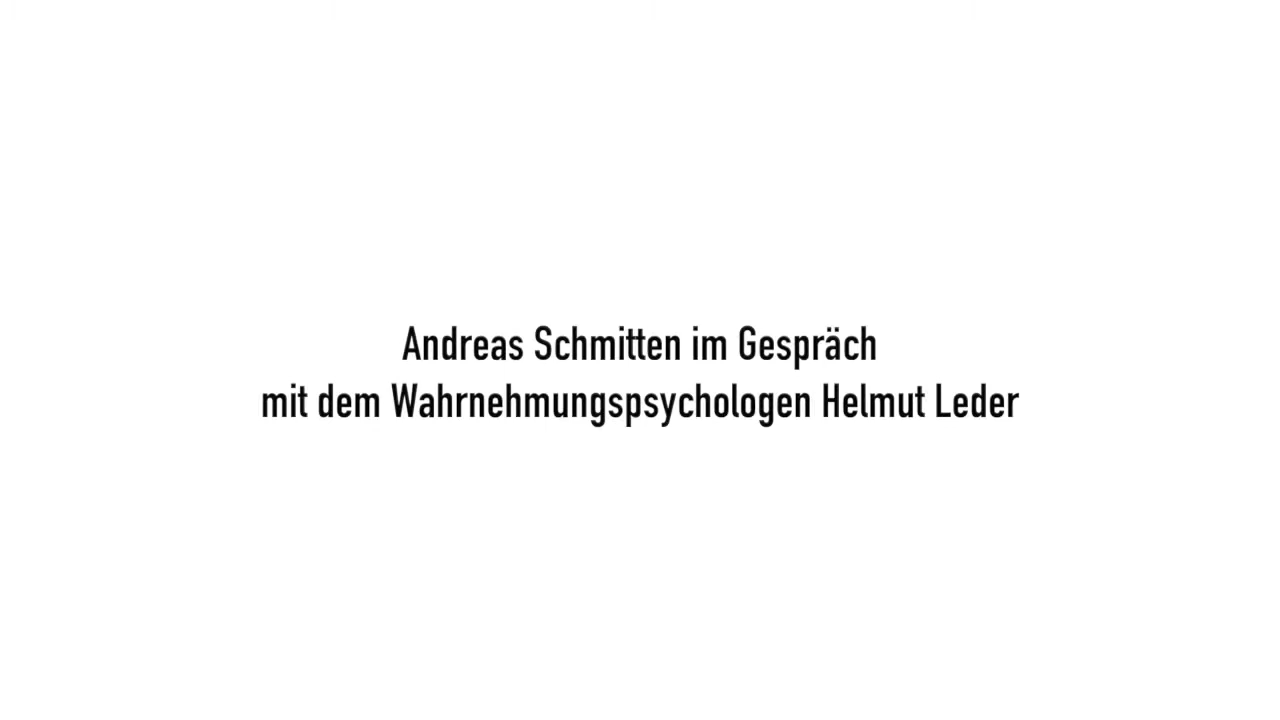 Andreas Schmitten im Gespräch
mit dem Wahrnehmungspsychologen Helmut Leder